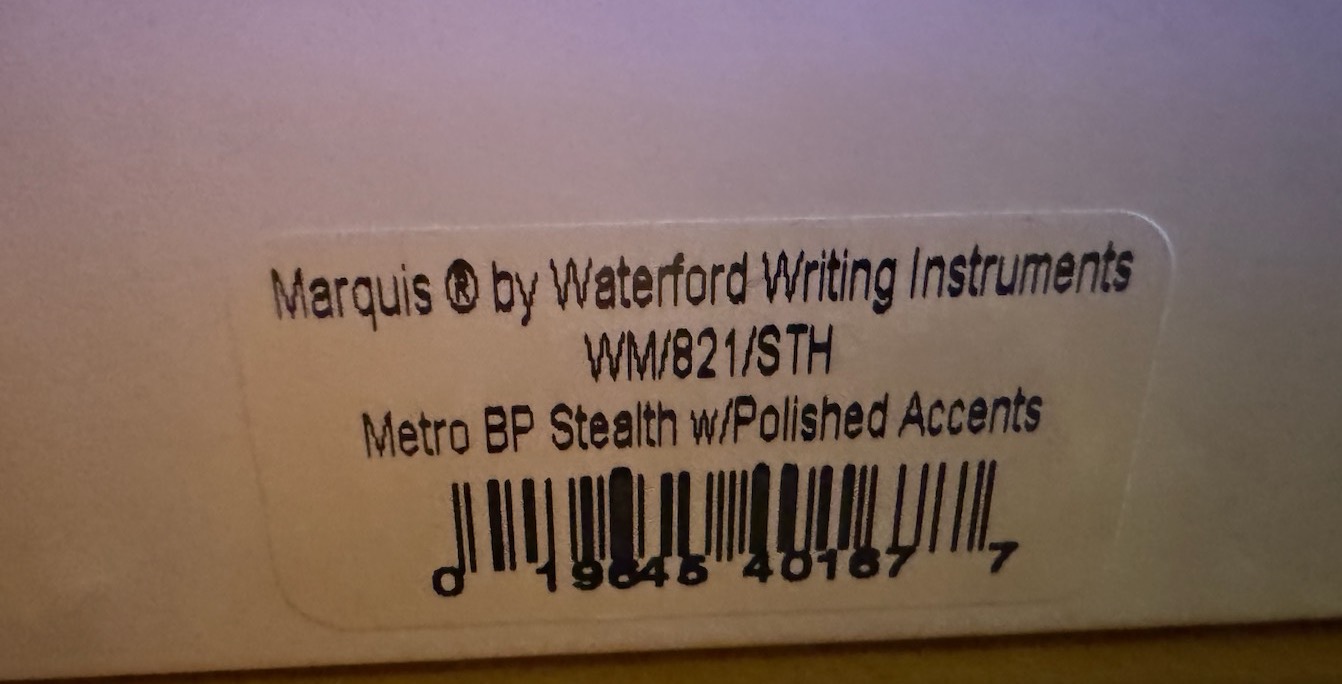 Marquis ® by Waterford Writing Instruments
WM/821/STH
Metro BP Stealth w/Polished Accents
0 19645 40167 7